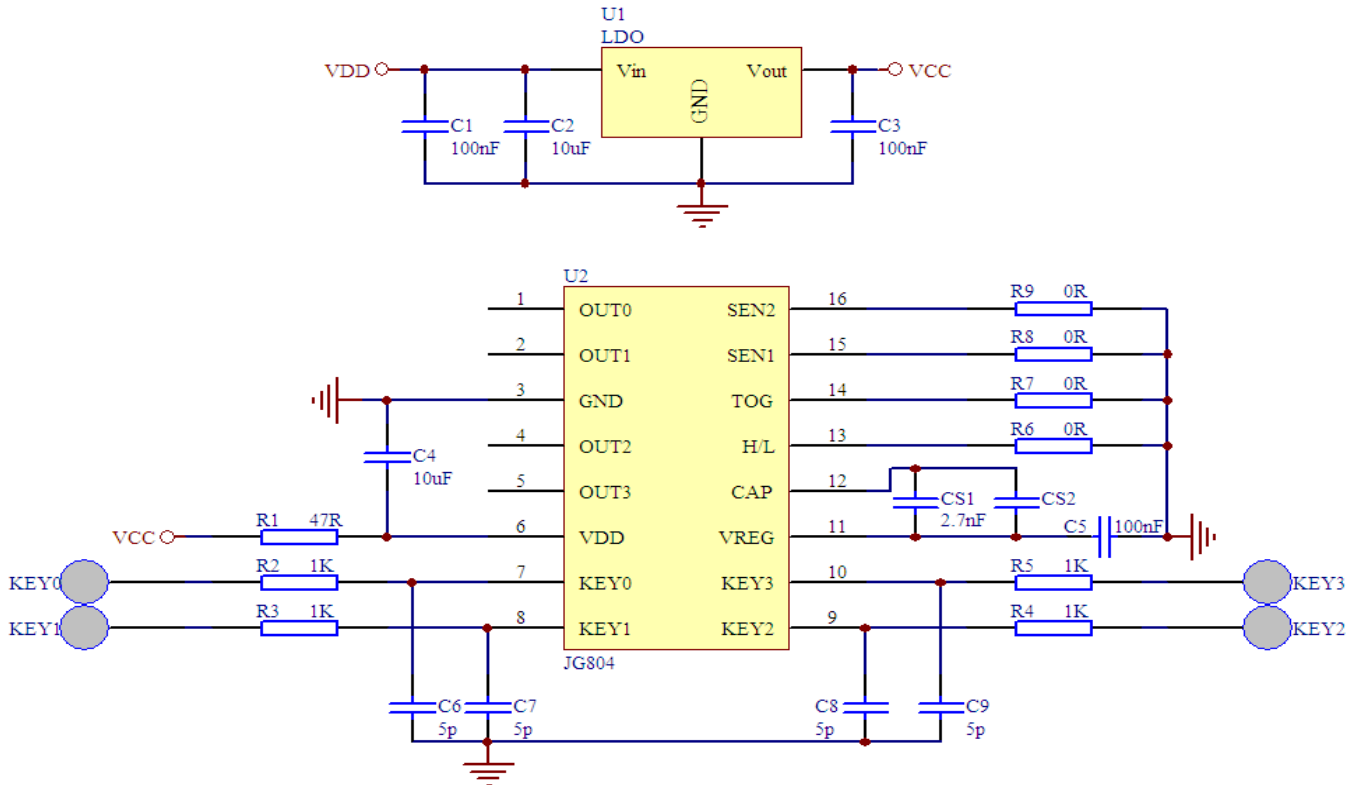 U1
LDO
VDD
Vin
Vout
VCC
GND
C1
100nF
C2
10uF
C3
100nF
U2
1
OUT0
SEN2
16
R9 0R
2
OUT1
SEN1
15
R8 0R
3
GND
TOG
14
R7 0R
4
OUT2
H/L
13
R6 0R
C4
10uF
5
OUT3
CAP
12
CS1
2.7nF
CS2
VCC
R1 47R
6
VDD
VREG
11
C5 100nF
KEY0
R2 1K
7
KEY0
KEY3
10
R5 1K
KEY3
KEY1
R3 1K
8
KEY1
KEY2
9
R4 1K
KEY2
JG804
C6
5p
C7
5p
C8
5p
C9
5p